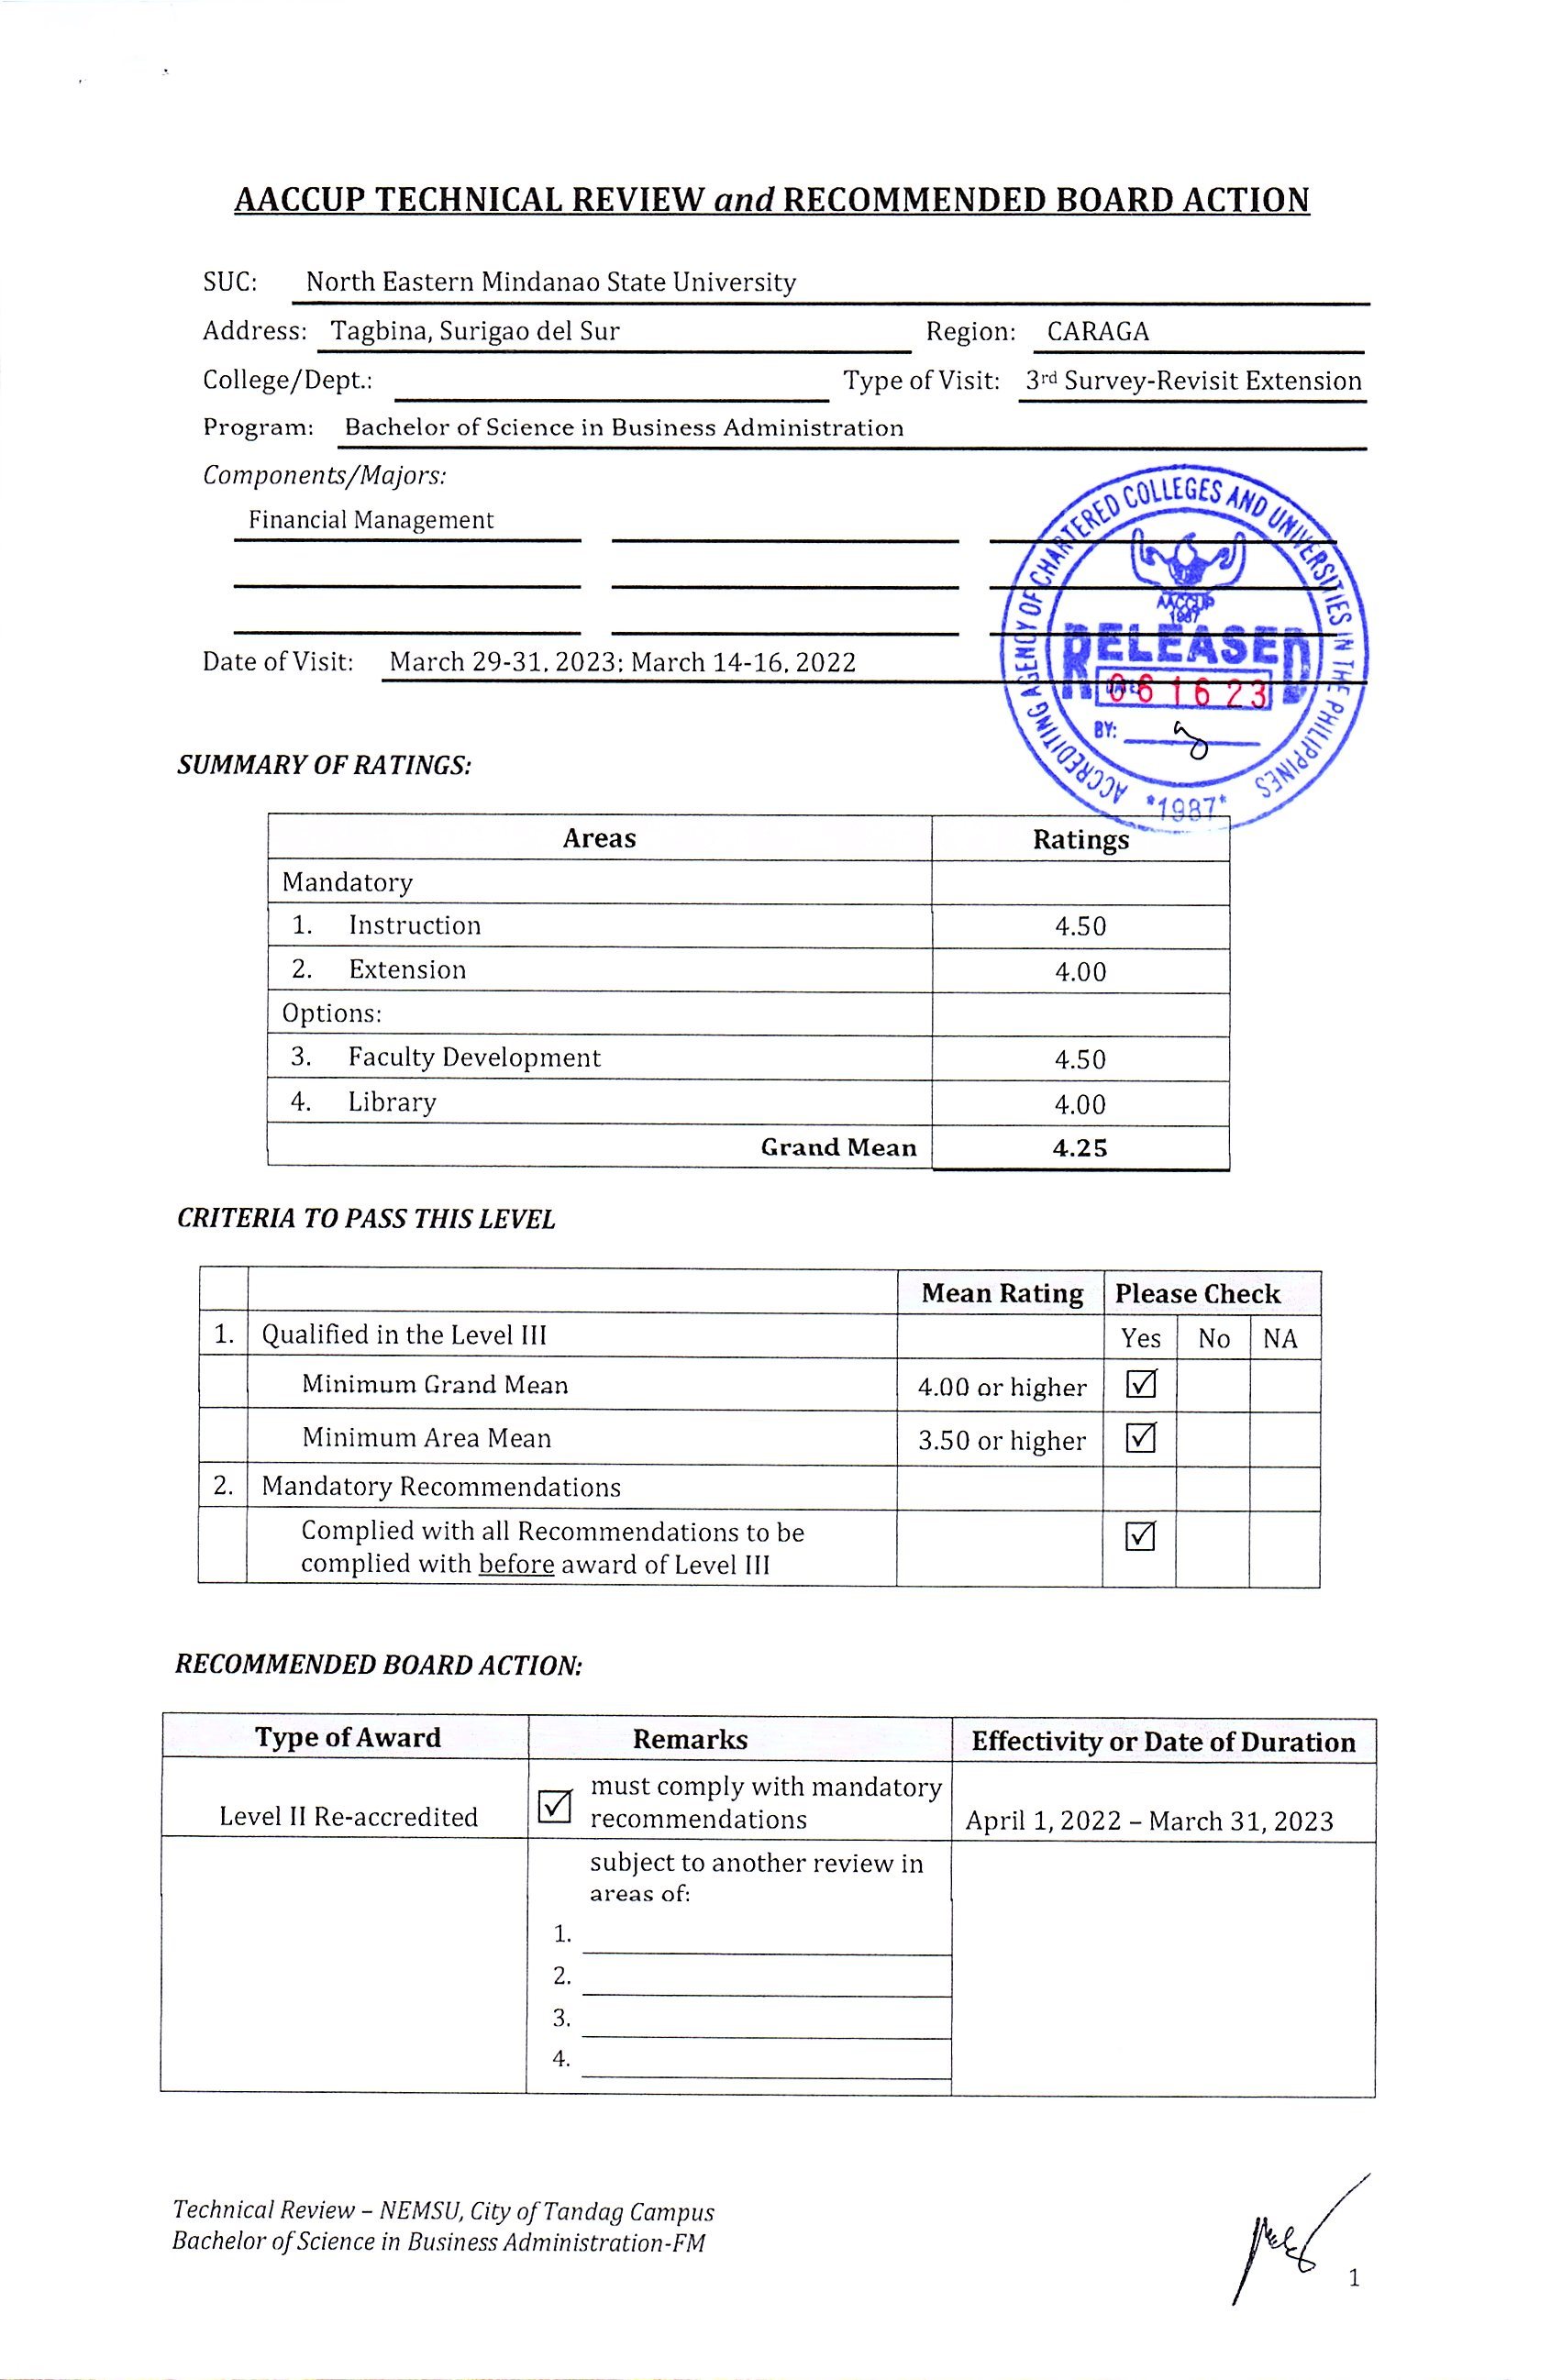 AACCUP TECHNICAL REVIEW and RECOMMENDED BOARD ACTION
SUC: North Eastern Mindanao State University
Address: Tagbina, Surigao del Sur Region: CARAGA
College/Dept.: Type of Visit: 3rd Survey-Revisit Extension
Program: Bachelor of Science in Business Administration
Components/Majors:
Financial Management
Date of Visit: March 29-31, 2023; March 14-16, 2022
ACCREDITING AGENCY OF CHARTERED COLLEGES AND UNIVERSITIES IN THE PHILIPPINES
AACCUP
1987
RELEASED
DATE 06 16 23
BY:
*1987*
SUMMARY OF RATINGS:
Areas Ratings
Mandatory
1. Instruction 4.50
2. Extension 4.00
Options:
3. Faculty Development 4.50
4. Library 4.00
Grand Mean 4.25
CRITERIA TO PASS THIS LEVEL
Mean Rating Please Check
1. Qualified in the Level III Yes No NA
Minimum Grand Mean 4.00 or higher ☑
Minimum Area Mean 3.50 or higher ☑
2. Mandatory Recommendations
Complied with all Recommendations to be ☑
complied with before award of Level III
RECOMMENDED BOARD ACTION:
Type of Award Remarks Effectivity or Date of Duration
must comply with mandatory
Level II Re-accredited ☑ recommendations April 1, 2022 – March 31, 2023
subject to another review in
areas of:
1.
2.
3.
4.
Technical Review – NEMSU, City of Tandag Campus
Bachelor of Science in Business Administration-FM
1